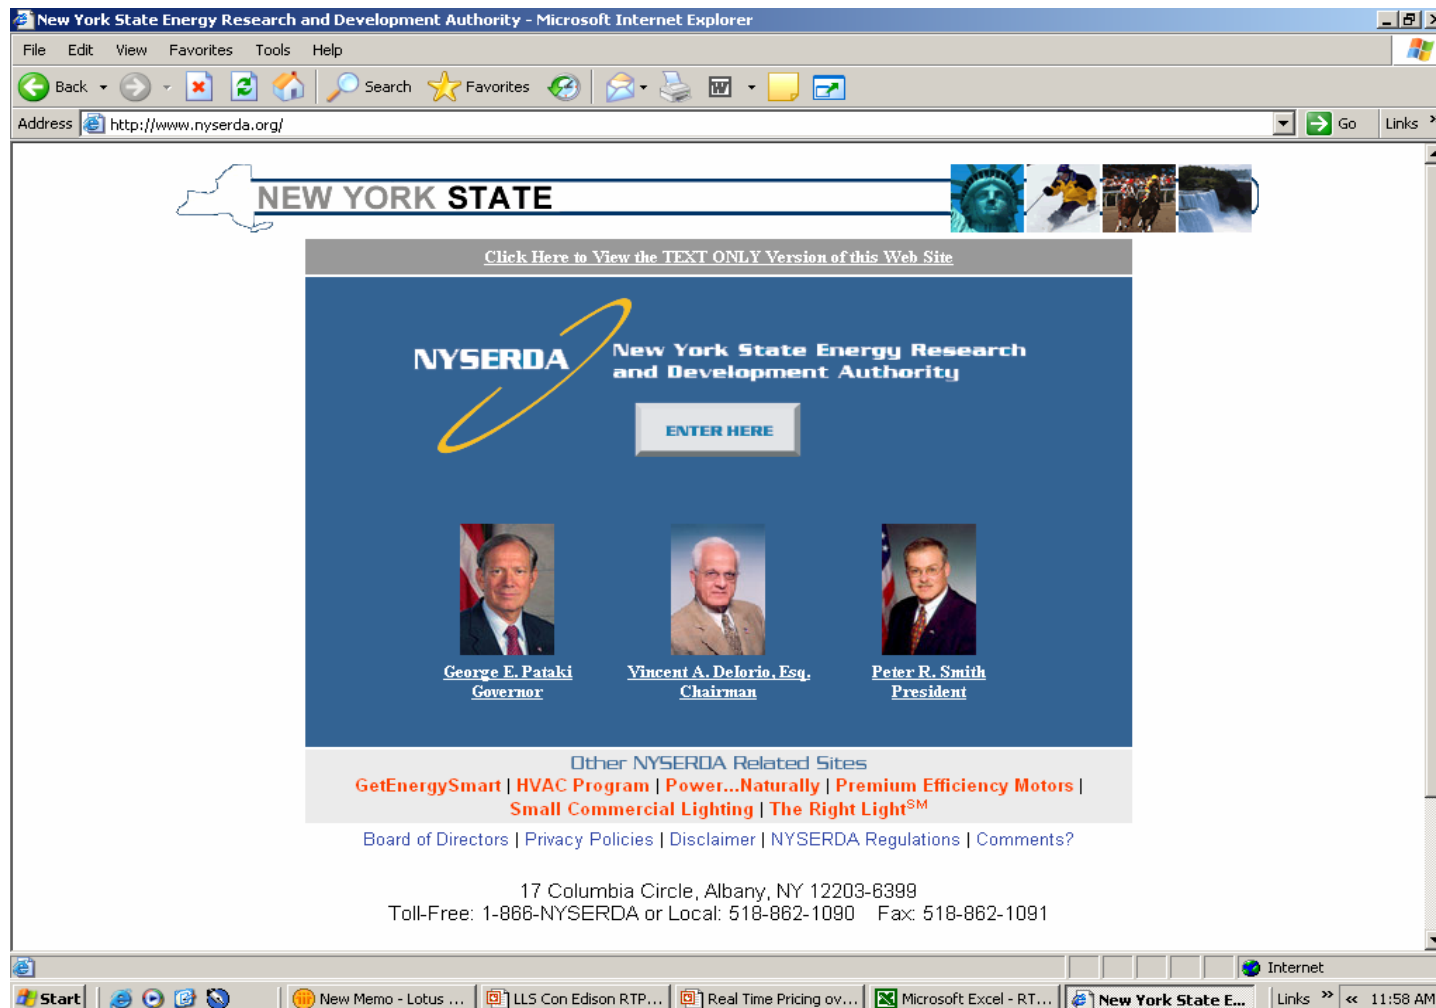 New York State Energy Research and Development Authority - Microsoft Internet Explorer
File Edit View Favorites Tools Help
Back Search Favorites
Address http://www.nyserda.org/ Go Links
NEW YORK STATE
Click Here to View the TEXT ONLY Version of this Web Site
NYSERDA
New York State Energy Research
and Development Authority
ENTER HERE
George E. Pataki
Governor
Vincent A. DeIorio, Esq.
Chairman
Peter R. Smith
President
Other NYSERDA Related Sites
GetEnergySmart | HVAC Program | Power...Naturally | Premium Efficiency Motors |
Small Commercial Lighting | The Right Light℠
Board of Directors | Privacy Policies | Disclaimer | NYSERDA Regulations | Comments?
17 Columbia Circle, Albany, NY 12203-6399
Toll-Free: 1-866-NYSERDA or Local: 518-862-1090 Fax: 518-862-1091
Internet
Start New Memo - Lotus ... LLS Con Edison RTP... Real Time Pricing ov... Microsoft Excel - RT... New York State E... Links 11:58 AM